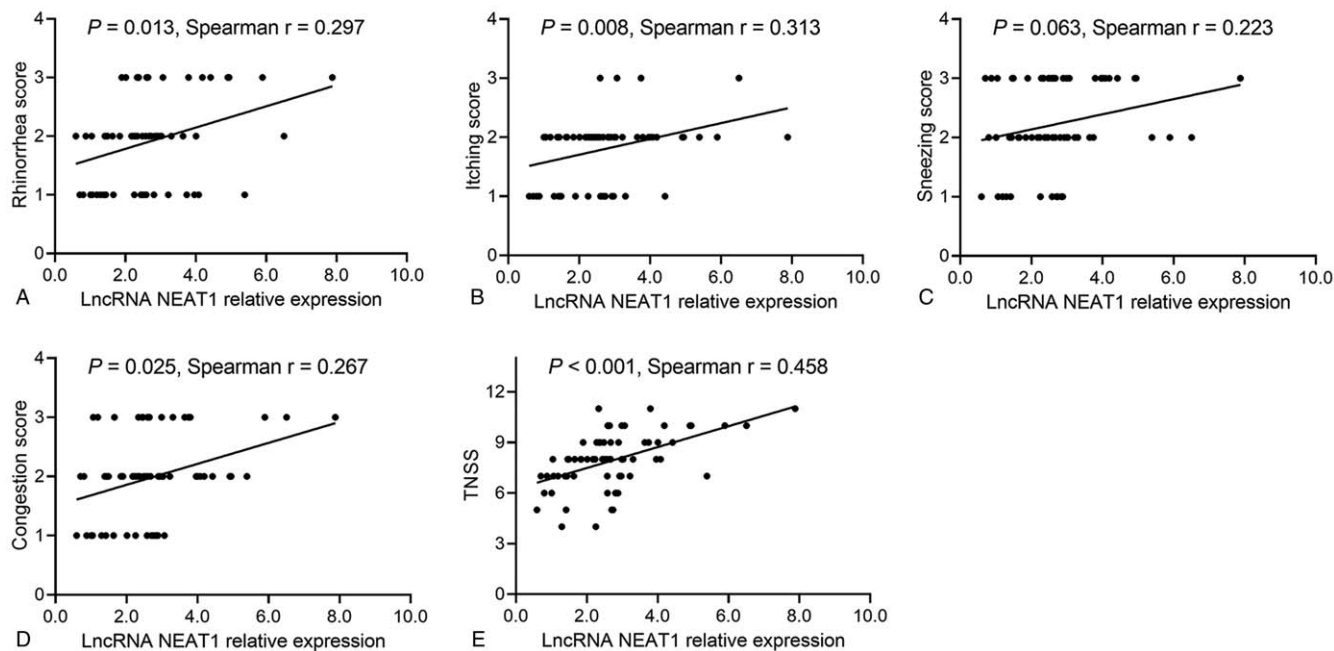 P = 0.013, Spearman r = 0.297
4
3
2
1
0
Rhinorrhea score
0.0 2.0 4.0 6.0 8.0 10.0
A LncRNA NEAT1 relative expression
P = 0.008, Spearman r = 0.313
4
3
2
1
0
Itching score
0.0 2.0 4.0 6.0 8.0 10.0
B LncRNA NEAT1 relative expression
P = 0.063, Spearman r = 0.223
4
3
2
1
0
Sneezing score
0.0 2.0 4.0 6.0 8.0 10.0
C LncRNA NEAT1 relative expression
P = 0.025, Spearman r = 0.267
4
3
2
1
0
Congestion score
0.0 2.0 4.0 6.0 8.0 10.0
D LncRNA NEAT1 relative expression
P < 0.001, Spearman r = 0.458
12
9
6
3
0
TNSS
0.0 2.0 4.0 6.0 8.0 10.0
E LncRNA NEAT1 relative expression